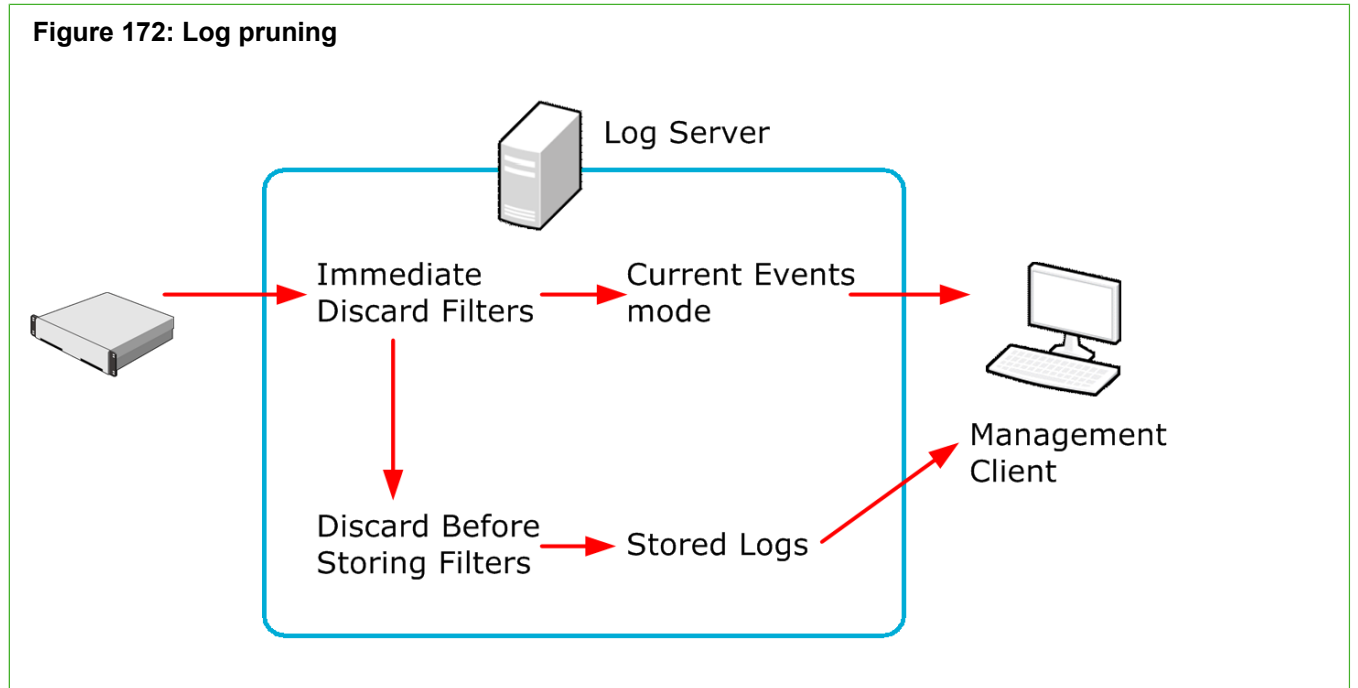 Figure 172: Log pruning
Log Server
Immediate
Discard Filters
Current Events
mode
Management
Client
Discard Before
Storing Filters
Stored Logs